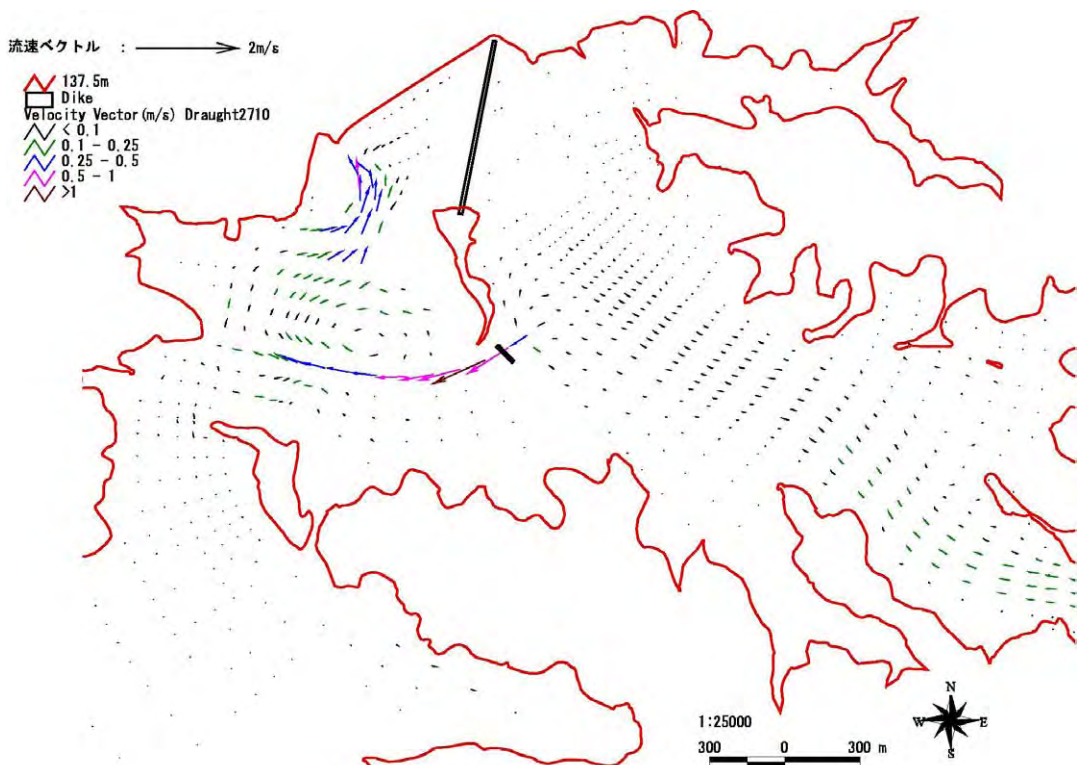 流速ベクトル : 2m/s
137.5m
Dike
Velocity Vector(m/s) Draught2710
< 0.1
0.1 - 0.25
0.25 - 0.5
0.5 - 1
>1
N
W E
S
1:25000
300 0 300 m